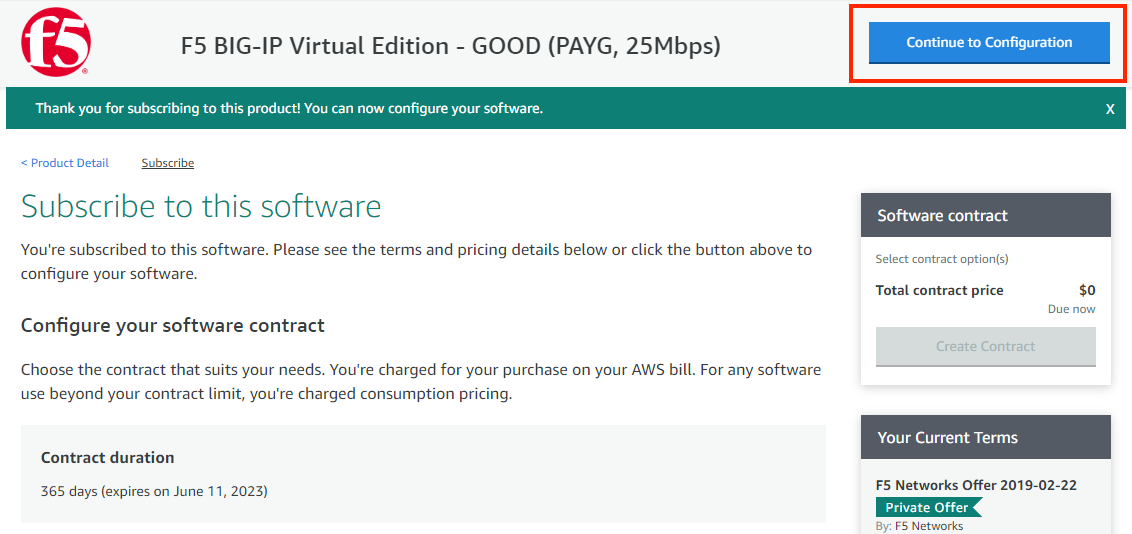 f5
F5 BIG-IP Virtual Edition - GOOD (PAYG, 25Mbps)
Continue to Configuration
Thank you for subscribing to this product! You can now configure your software.
X
< Product Detail
Subscribe
Subscribe to this software
You're subscribed to this software. Please see the terms and pricing details below or click the button above to
configure your software.
Configure your software contract
Choose the contract that suits your needs. You're charged for your purchase on your AWS bill. For any software
use beyond your contract limit, you're charged consumption pricing.
Contract duration
365 days (expires on June 11, 2023)
Software contract
Select contract option(s)
Total contract price $0
Due now
Create Contract
Your Current Terms
F5 Networks Offer 2019-02-22
Private Offer
By: F5 Networks